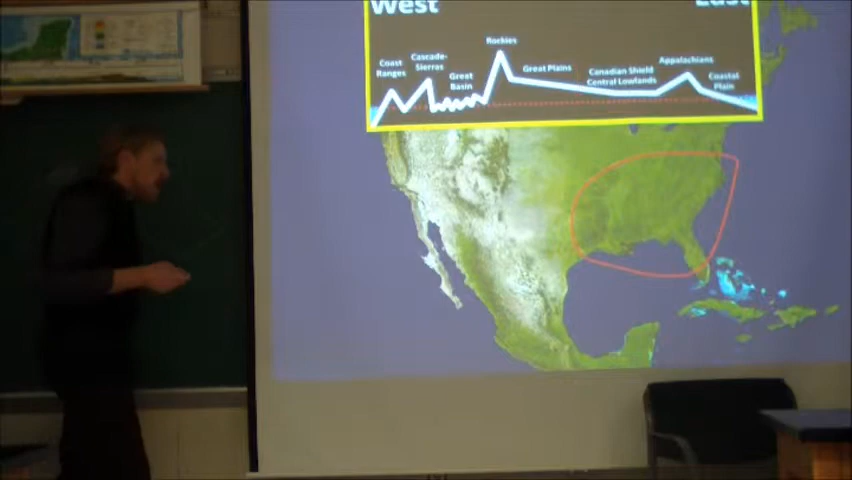 West East
Rockies
Coast
Ranges
Cascade-
Sierras
Great
Basin
Great Plains
Canadian Shield
Central Lowlands
Appalachians
Coastal
Plain